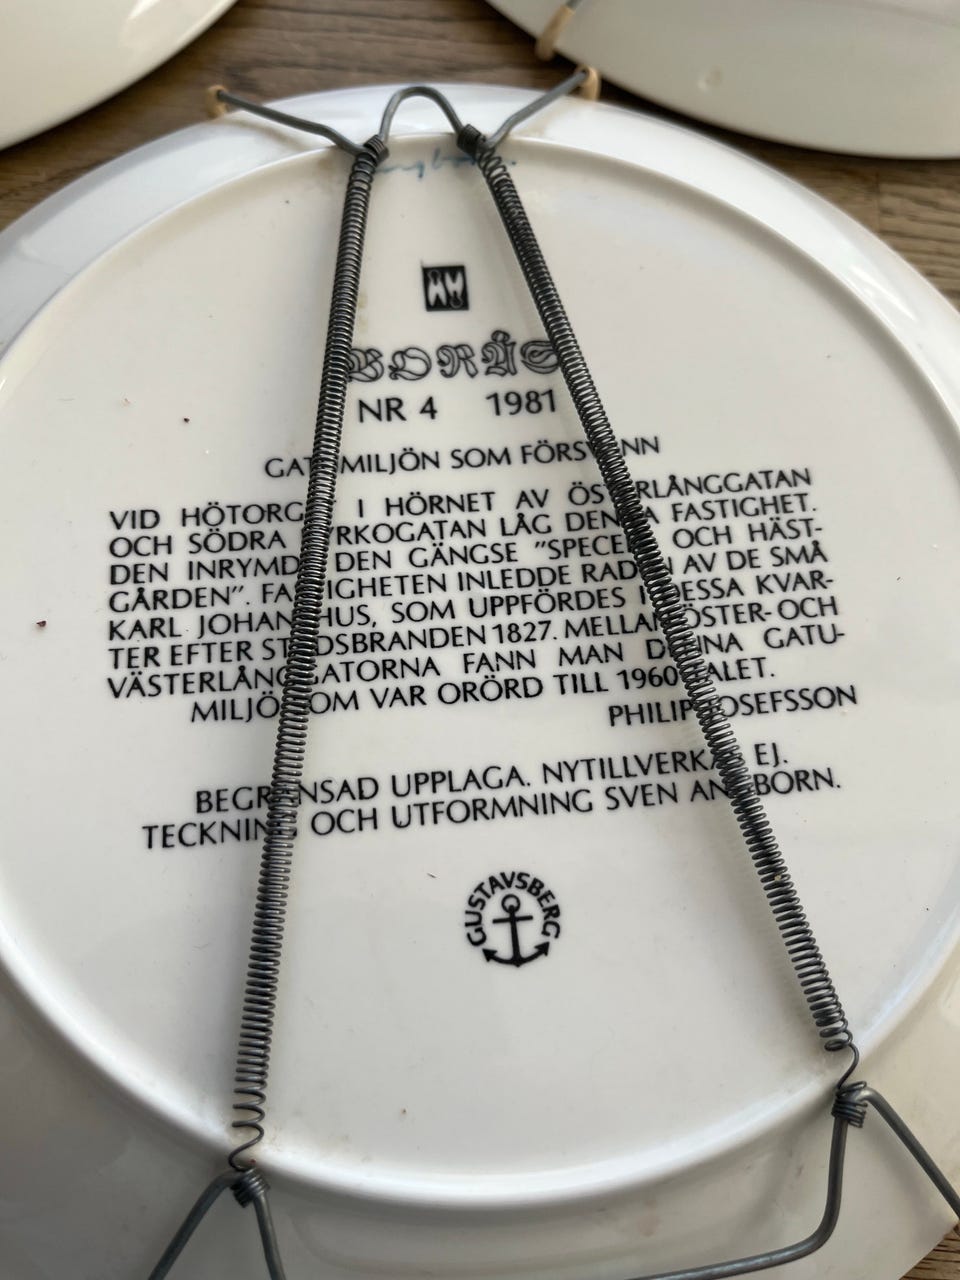 BORÅS
NR 4 1981
GATUMILJÖN SOM FÖRSVANN
VID HÖTORGET I HÖRNET AV ÖSTERLÅNGGATAN
OCH SÖDRA KYRKOGATAN LÅG DENNA FASTIGHET.
DEN INRYMDE DEN GÄNGSE "SPECERI OCH HÄST-
GÅRDEN". FASTIGHETEN INLEDDE RADEN AV DE SMÅ
KARL JOHANSHUS, SOM UPPFÖRDES I DESSA KVAR-
TER EFTER STADSBRANDEN 1827. MELLAN ÖSTER- OCH
VÄSTERLÅNGGATORNA FANN MAN DENNA GATU-
MILJÖ SOM VAR ORÖRD TILL 1960-TALET.
PHILIP JOSEFSSON
BEGRÄNSAD UPPLAGA. NYTILLVERKAS EJ.
TECKNING OCH UTFORMNING SVEN ANGBORN.
GUSTAVSBERG